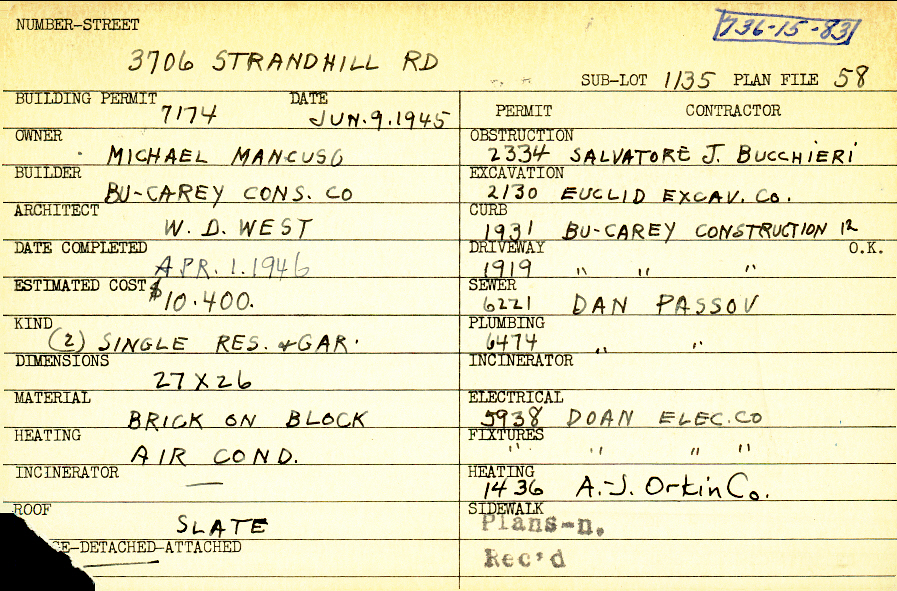 NUMBER-STREET
736-15-83
3706 STRANDHILL RD
SUB-LOT 1135 PLAN FILE 58
BUILDING PERMIT DATE
7174 JUN.9.1945
OWNER
MICHAEL MANCUSO
BUILDER
BU-CAREY CONS. CO
ARCHITECT
W. D. WEST
DATE COMPLETED
APR.1.1946
ESTIMATED COST
$10.400.
KIND
(2) SINGLE RES. & GAR.
DIMENSIONS
27 X 26
MATERIAL
BRICK ON BLOCK
HEATING
AIR COND.
INCINERATOR
—
ROOF
SLATE
GE-DETACHED-ATTACHED
PERMIT CONTRACTOR
OBSTRUCTION
2334 SALVATORE J. BUCCHIERI
EXCAVATION
2130 EUCLID EXCAV. Co.
CURB
1931 BU-CAREY CONSTRUCTION 12
DRIVEWAY O.K.
1919 " " "
SEWER
6221 DAN PASSOV
PLUMBING
6474 " "
INCINERATOR
ELECTRICAL
5938 DOAN ELEC.CO
FIXTURES
" " " "
HEATING
1436 A.-J. Orkin Co.
SIDEWALK
Plans-n.
Rec'd